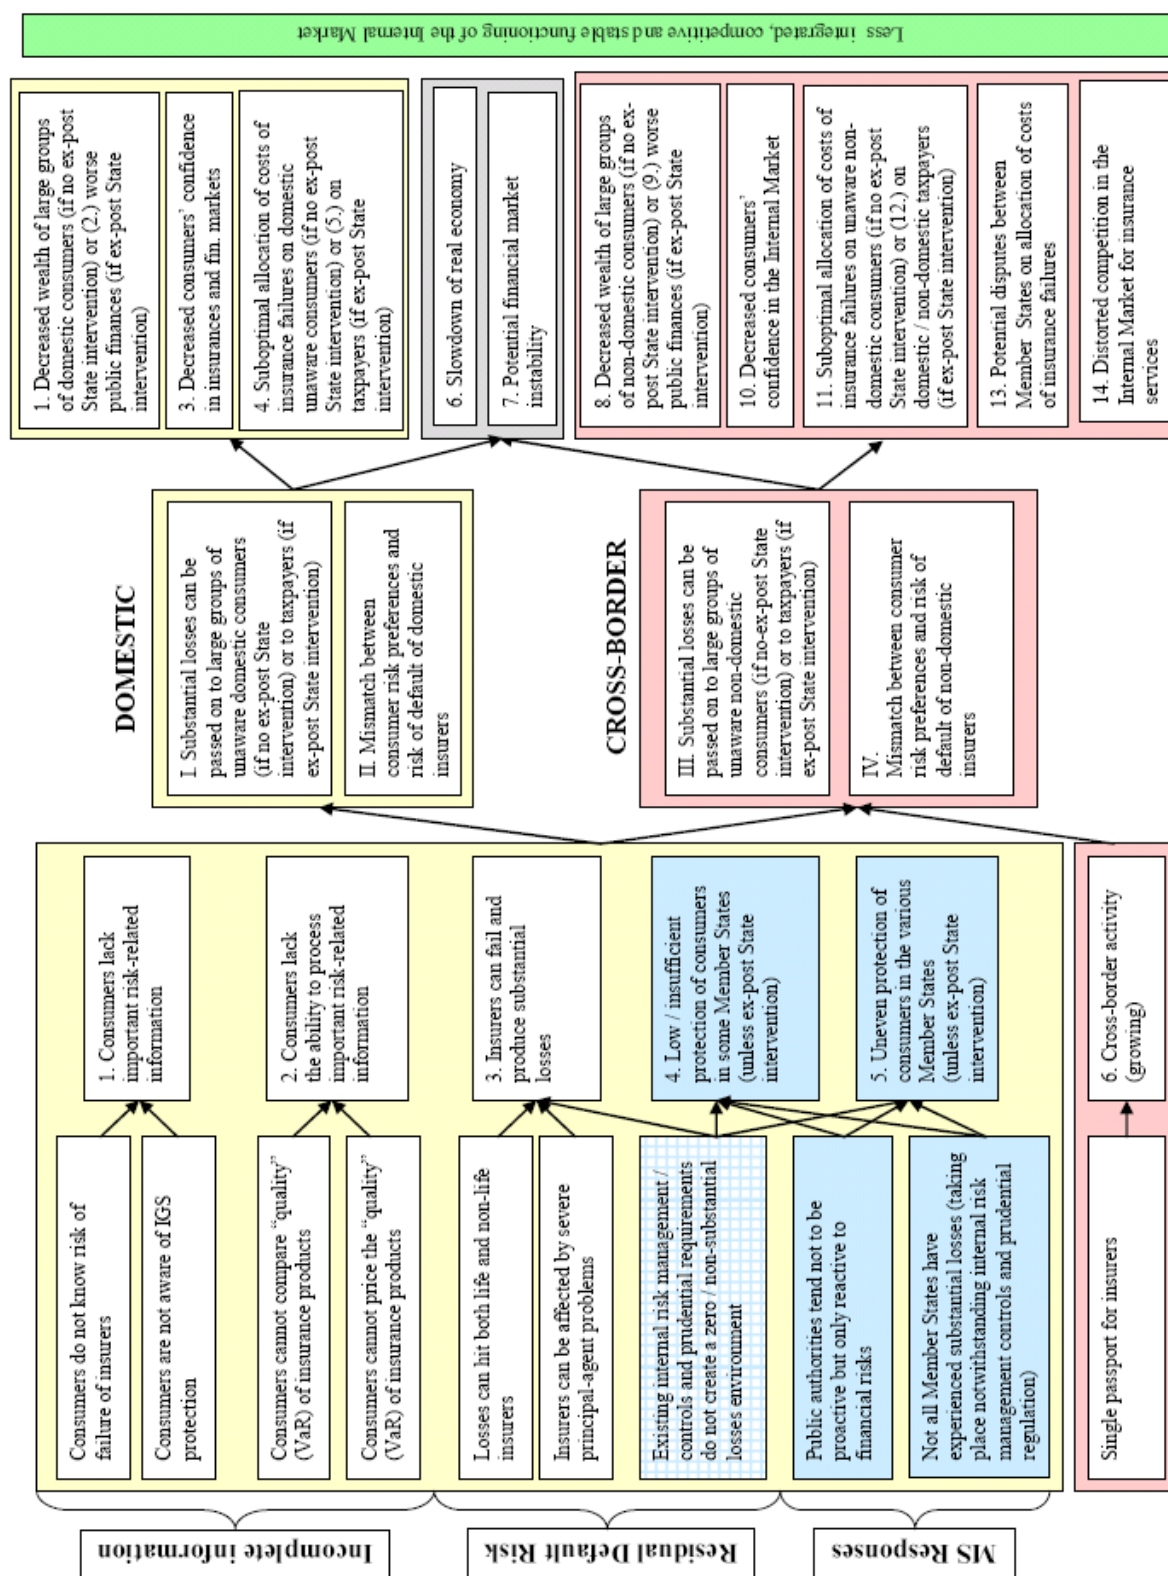 Incomplete information
Residual Default Risk
MS Responses
Consumers do not know risk of
failure of insurers
Consumers are not aware of IGS
protection
Consumers cannot compare “quality”
(VaR) of insurance products
Consumers cannot price the “quality”
(VaR) of insurance products
Losses can hit both life and non-life
insurers
Insurers can be affected by severe
principal-agent problems
Existing internal risk management /
controls and prudential requirements
do not create a zero / non-substantial
losses environment
Public authorities tend not to be
proactive but only reactive to
financial risks
Not all Member States have
experienced substantial losses (taking
place notwithstanding internal risk
management controls and prudential
regulation)
Single passport for insurers
1. Consumers lack
important risk-related
information
2. Consumers lack
the ability to process
important risk-related
information
3. Insurers can fail and
produce substantial
losses
4. Low / insufficient
protection of consumers
in some Member States
(unless ex-post State
intervention)
5. Uneven protection of
consumers in the various
Member States
(unless ex-post State
intervention)
6. Cross-border activity
(growing)
DOMESTIC
I. Substantial losses can be
passed on to large groups of
unaware domestic consumers
(if no ex-post State
intervention) or to taxpayers (if
ex-post State intervention)
II. Mismatch between
consumer risk preferences and
risk of default of domestic
insurers
CROSS-BORDER
III. Substantial losses can be
passed on to large groups of
unaware non-domestic
consumers (if no-ex-post State
intervention) or to taxpayers (if
ex-post State intervention)
IV.
Mismatch between consumer
risk preferences and risk of
default of non-domestic
insurers
1. Decreased wealth of large groups
of domestic consumers (if no ex-post
State intervention) or (2.) worse
public finances (if ex-post State
intervention)
3. Decreased consumers’ confidence
in insurances and fin. markets
4. Suboptimal allocation of costs of
insurance failures on domestic
unaware consumers (if no ex-post
State intervention) or (5.) on
taxpayers (if ex-post State
intervention)
6. Slowdown of real economy
7. Potential financial market
instability
8. Decreased wealth of large groups
of non-domestic consumers (if no ex-
post State intervention) or (9.) worse
public finances (if ex-post State
intervention)
10. Decreased consumers’
confidence in the Internal Market
11. Suboptimal allocation of costs of
insurance failures on unaware non-
domestic consumers (if no ex-post
State intervention) or (12.) on
domestic / non-domestic taxpayers
(if ex-post State intervention)
13. Potential disputes between
Member States on allocation of costs
of insurance failures
14. Distorted competition in the
Internal Market for insurance
services
Less integrated, competitive and stable functioning of the Internal Market